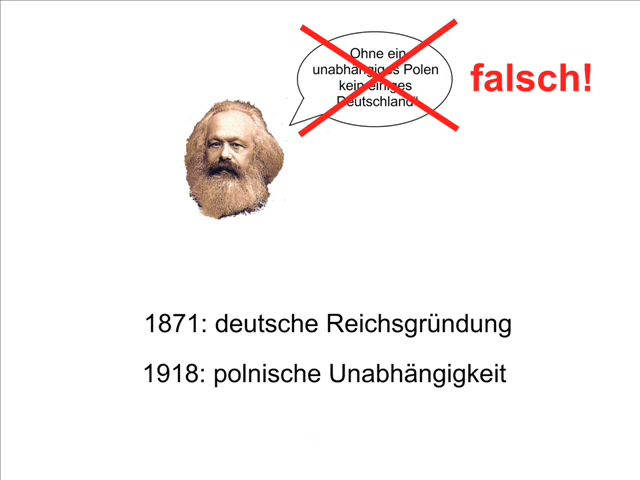 Ohne ein
unabhängiges Polen
kein einiges
Deutschland"
falsch!
1871: deutsche Reichsgründung
1918: polnische Unabhängigkeit